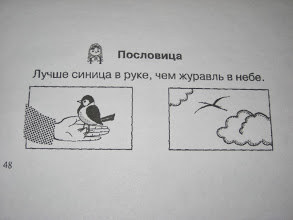 Пословица
Лучше синица в руке, чем журавль в небе.
48